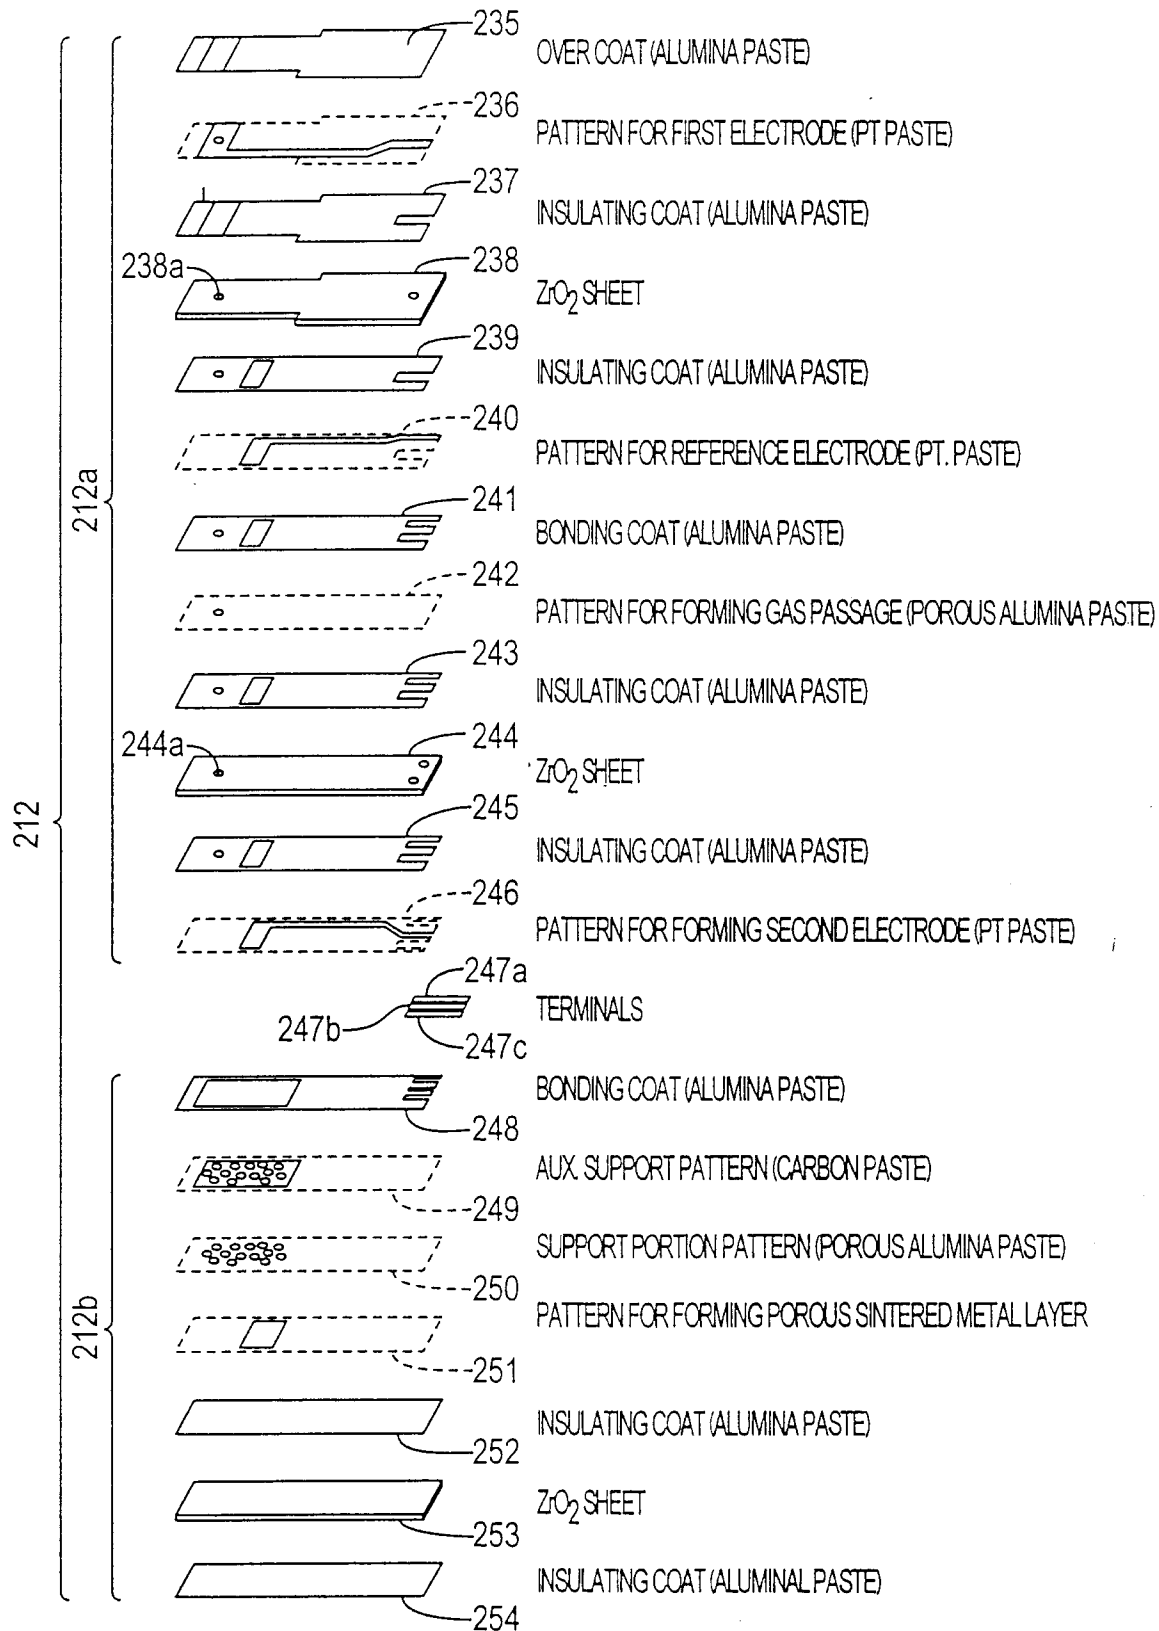 235
OVER COAT (ALUMINA PASTE)
236
PATTERN FOR FIRST ELECTRODE (PT PASTE)
237
INSULATING COAT (ALUMINA PASTE)
238a
238
ZrO2 SHEET
239
INSULATING COAT (ALUMINA PASTE)
240
PATTERN FOR REFERENCE ELECTRODE (PT. PASTE)
212a
241
BONDING COAT (ALUMINA PASTE)
242
PATTERN FOR FORMING GAS PASSAGE (POROUS ALUMINA PASTE)
243
INSULATING COAT (ALUMINA PASTE)
244a
244
ZrO2 SHEET
212
245
INSULATING COAT (ALUMINA PASTE)
246
PATTERN FOR FORMING SECOND ELECTRODE (PT PASTE)
247a
247b
247c
TERMINALS
BONDING COAT (ALUMINA PASTE)
248
AUX. SUPPORT PATTERN (CARBON PASTE)
249
SUPPORT PORTION PATTERN (POROUS ALUMINA PASTE)
250
212b
PATTERN FOR FORMING POROUS SINTERED METAL LAYER
251
INSULATING COAT (ALUMINA PASTE)
252
ZrO2 SHEET
253
INSULATING COAT (ALUMINAL PASTE)
254